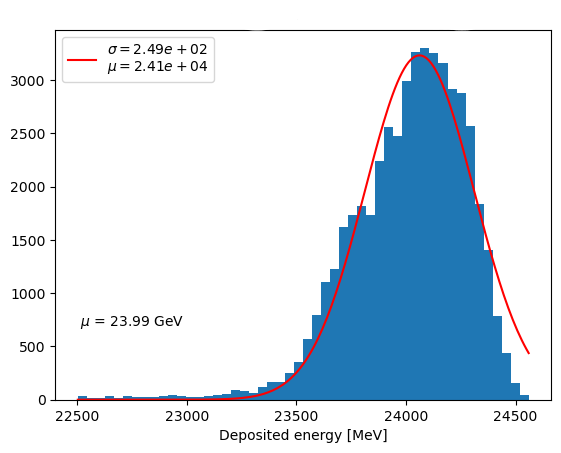 σ = 2.49e + 02
μ = 2.41e + 04
3000
2500
2000
1500
1000
μ = 23.99 GeV
500
0
22500 23000 23500 24000 24500
Deposited energy [MeV]